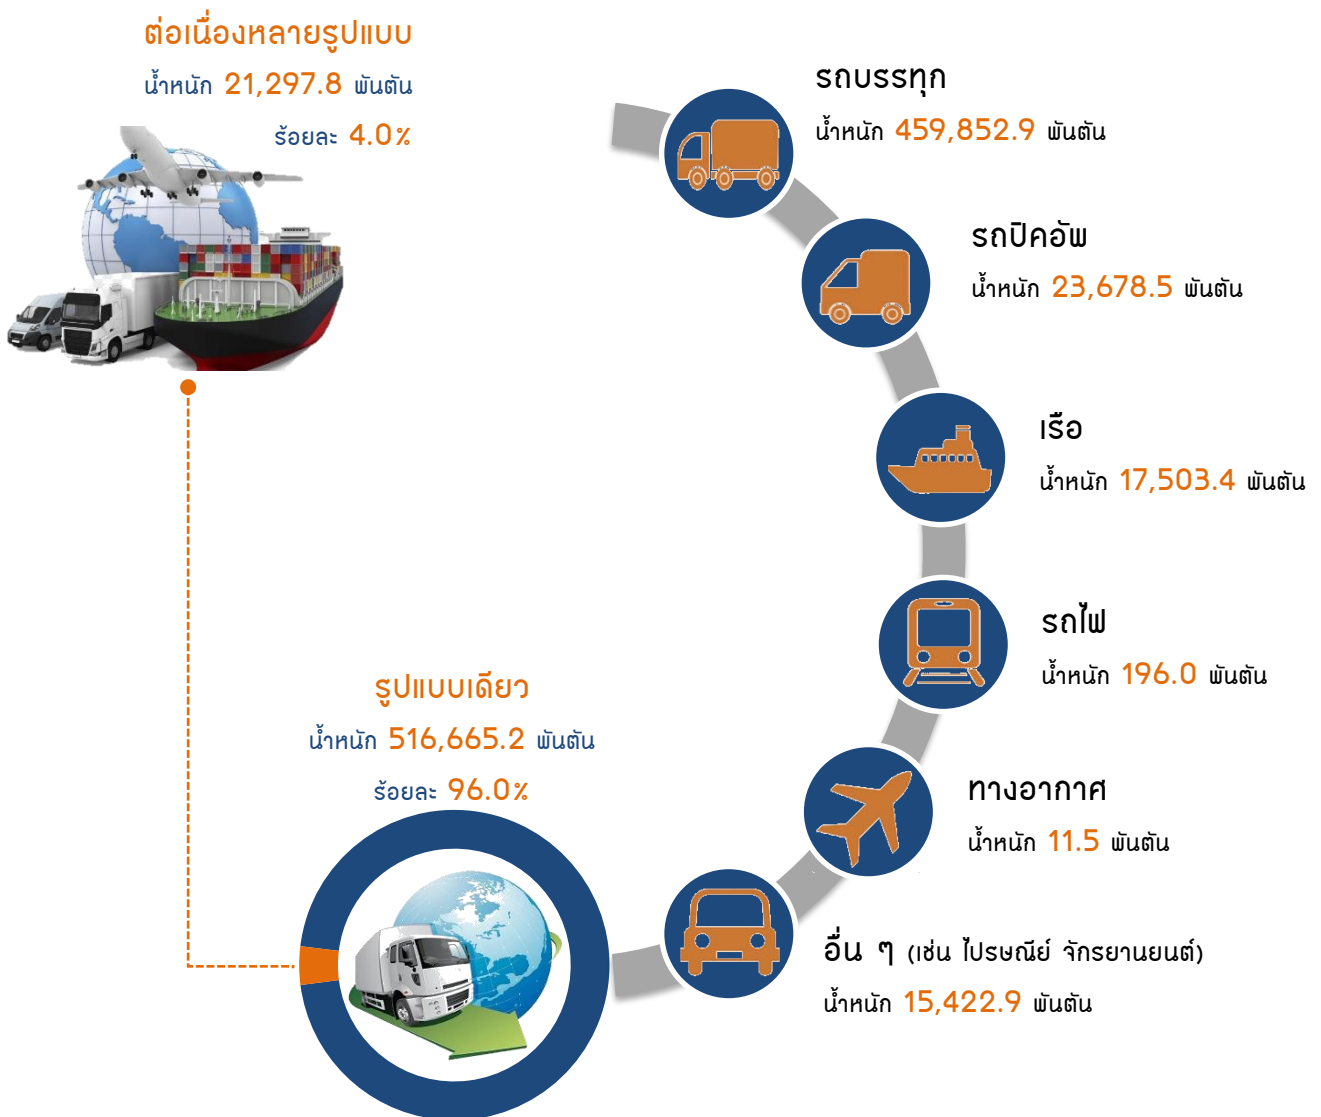 ต่อเนื่องหลายรูปแบบ
น้ำหนัก 21,297.8 พันตัน
ร้อยละ 4.0%
รถบรรทุก
น้ำหนัก 459,852.9 พันตัน
รถปิคอัพ
น้ำหนัก 23,678.5 พันตัน
เรือ
น้ำหนัก 17,503.4 พันตัน
รถไฟ
น้ำหนัก 196.0 พันตัน
รูปแบบเดียว
น้ำหนัก 516,665.2 พันตัน
ร้อยละ 96.0%
ทางอากาศ
น้ำหนัก 11.5 พันตัน
อื่น ๆ (เช่น ไปรษณีย์ จักรยานยนต์)
น้ำหนัก 15,422.9 พันตัน